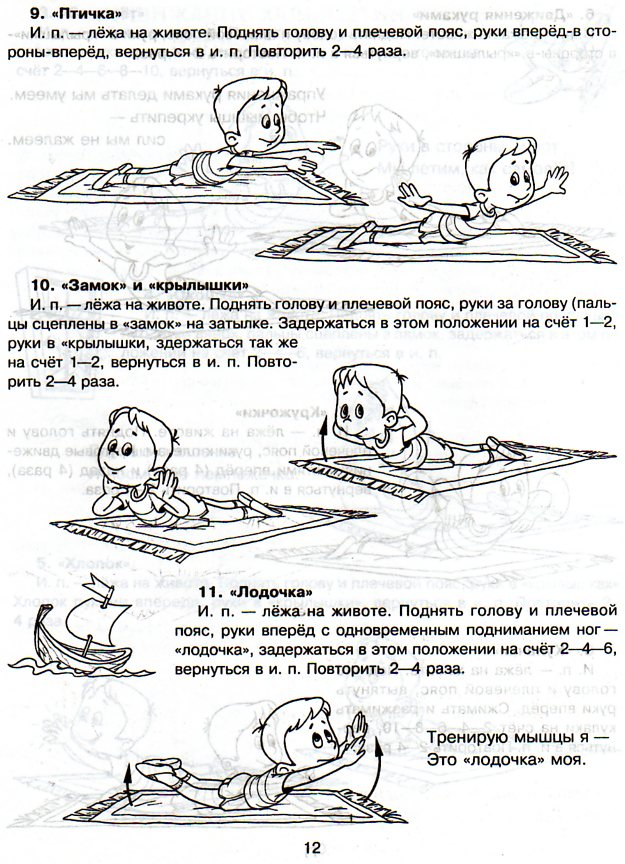 9. «Птичка»
И. п. — лёжа на животе. Поднять голову и плечевой пояс, руки вперёд-в сто-
роны-вперёд, вернуться в и. п. Повторить 2—4 раза.
10. «Замок» и «крылышки»
И. п. — лёжа на животе. Поднять голову и плечевой пояс, руки за голову (паль-
цы сцеплены в «замок» на затылке. Задержаться в этом положении на счёт 1—2,
руки в «крылышки, здержаться так же
на счёт 1—2, вернуться в и. п. Повто-
рить 2—4 раза.
11. «Лодочка»
И. п. — лёжа на животе. Поднять голову и плечевой
пояс, руки вперёд с одновременным подниманием ног —
«лодочка», задержаться в этом положении на счёт 2—4—6,
вернуться в и. п. Повторить 2—4 раза.
Тренирую мышцы я —
Это «лодочка» моя.
12